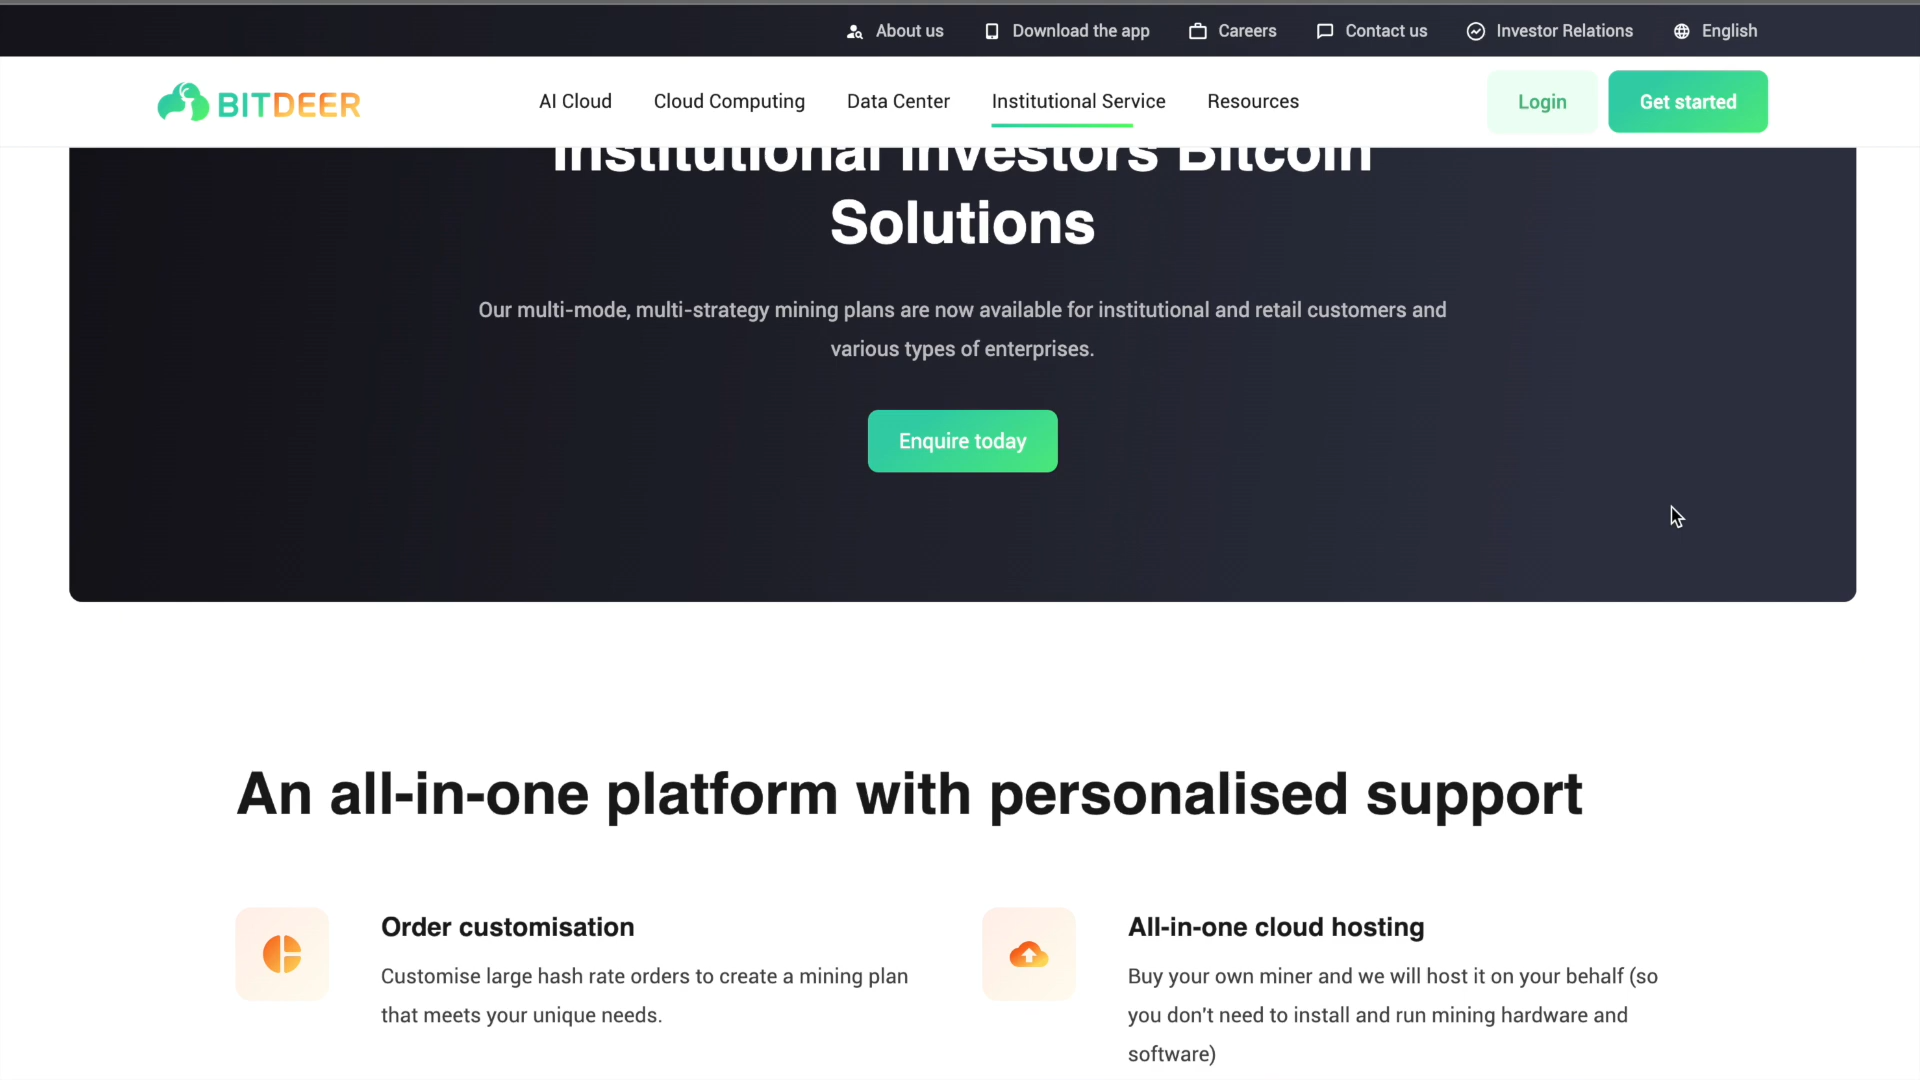 About us
Download the app
Careers
Contact us
Investor Relations
English
BITDEER
AI Cloud
Cloud Computing
Data Center
Institutional Service
Resources
Login
Get started
Institutional Investors Bitcoin
Solutions
Our multi-mode, multi-strategy mining plans are now available for institutional and retail customers and
various types of enterprises.
Enquire today
An all-in-one platform with personalised support
Order customisation
Customise large hash rate orders to create a mining plan
that meets your unique needs.
All-in-one cloud hosting
Buy your own miner and we will host it on your behalf (so
you don't need to install and run mining hardware and
software)